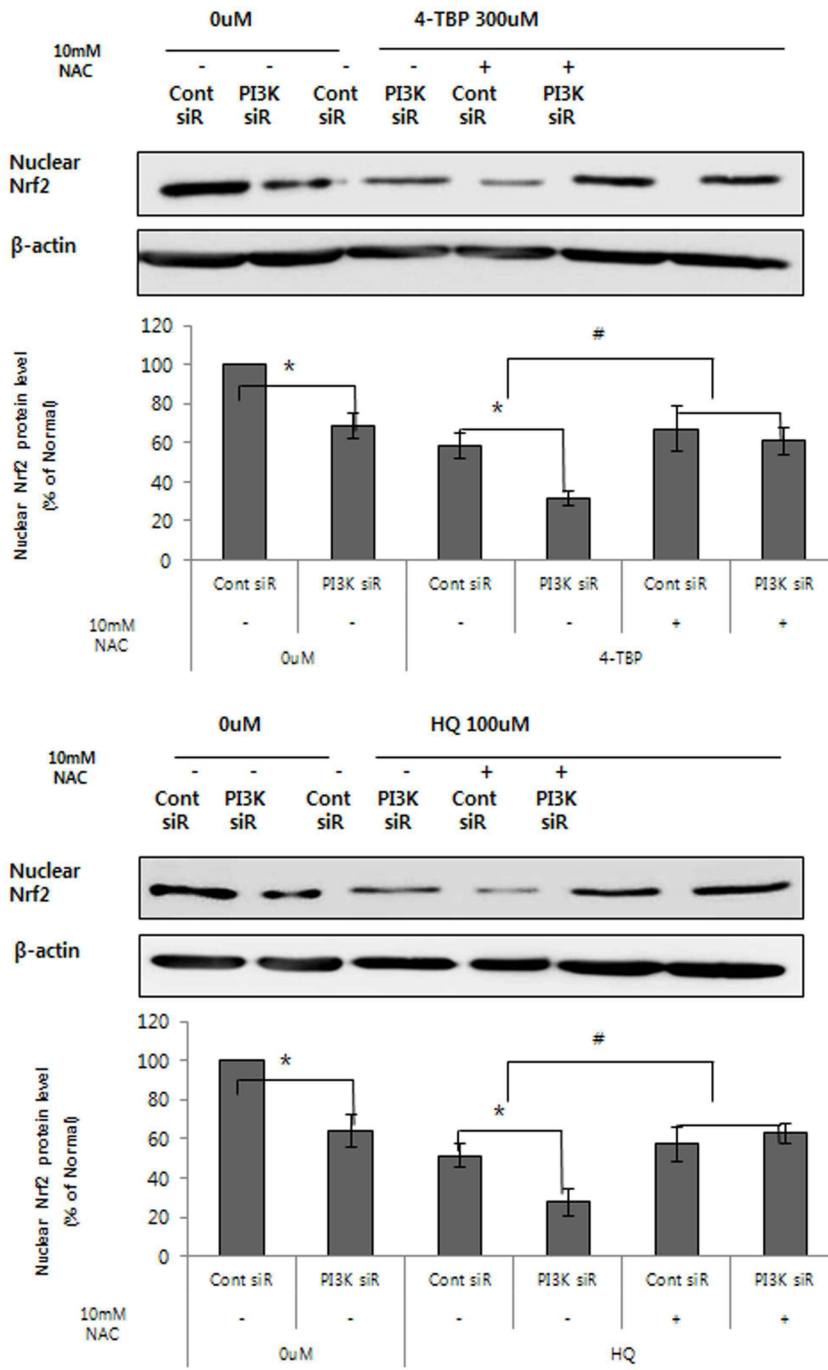 0uM 4-TBP 300uM
10mM NAC - - - - + +
Cont siR PI3K siR Cont siR PI3K siR Cont siR PI3K siR
Nuclear Nrf2
β-actin
Nuclear Nrf2 protein level
(% of Normal)
120
100
80
60
40
20
0
*
*
#
Cont siR PI3K siR Cont siR PI3K siR Cont siR PI3K siR
10mM NAC - - - - + +
0uM 4-TBP
0uM HQ 100uM
10mM NAC - - - - + +
Cont siR PI3K siR Cont siR PI3K siR Cont siR PI3K siR
Nuclear Nrf2
β-actin
Nuclear Nrf2 protein level
(% of Normal)
120
100
80
60
40
20
0
*
*
#
Cont siR PI3K siR Cont siR PI3K siR Cont siR PI3K siR
10mM NAC - - - - + +
0uM HQ